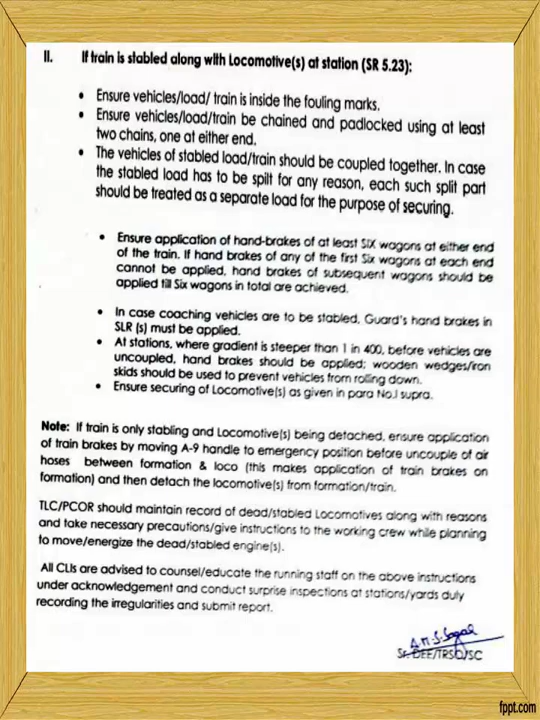 II. If train is stabled along with Locomotive(s) at station (SR 5.23):
• Ensure vehicles/load/ train is inside the fouling marks.
• Ensure vehicles/load/train be chained and padlocked using at least
two chains, one at either end.
• The vehicles of stabled load/train should be coupled together. In case
the stabled load has to be spilt for any reason, each such split part
should be treated as a separate load for the purpose of securing.
• Ensure application of hand-brakes of at least SIX wagons at either end
of the train. If hand brakes of any of the first Six wagons at each end
cannot be applied, hand brakes of subsequent wagons should be
applied till Six wagons in total are achieved.
• In case coaching vehicles are to be stabled, Guard's hand brakes in
SLR (s) must be applied.
• At stations, where gradient is steeper than 1 in 400, before vehicles are
uncoupled, hand brakes should be applied; wooden wedges/iron
skids should be used to prevent vehicles from rolling down.
• Ensure securing of Locomotive(s) as given in para No.I supra.
Note: If train is only stabling and Locomotive(s) being detached, ensure application
of train brakes by moving A-9 handle to emergency position before uncouple of air
hoses between formation & loco (this makes application of train brakes on
formation) and then detach the locomotive(s) from formation/train.
TLC/PCOR should maintain record of dead/stabled Locomotives along with reasons
and take necessary precautions/give instructions to the working crew while planning
to move/energize the dead/stabled engine(s).
All CLIs are advised to counsel/educate the running staff on the above instructions
under acknowledgement and conduct surprise inspections at stations/yards duly
recording the irregularities and submit report.
Sr. DEE/TRSO/SC
fppt.com